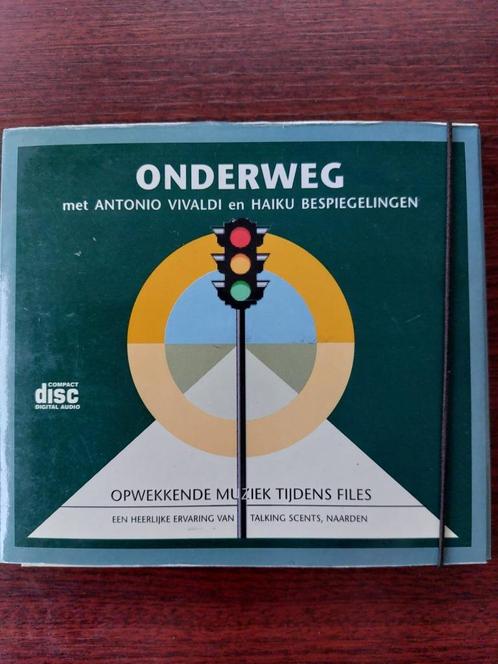 ONDERWEG
met ANTONIO VIVALDI en HAIKU BESPIEGELINGEN
COMPACT
disc
DIGITAL AUDIO
OPWEKKENDE MUZIEK TIJDENS FILES
EEN HEERLIJKE ERVARING VAN TALKING SCENTS, NAARDEN